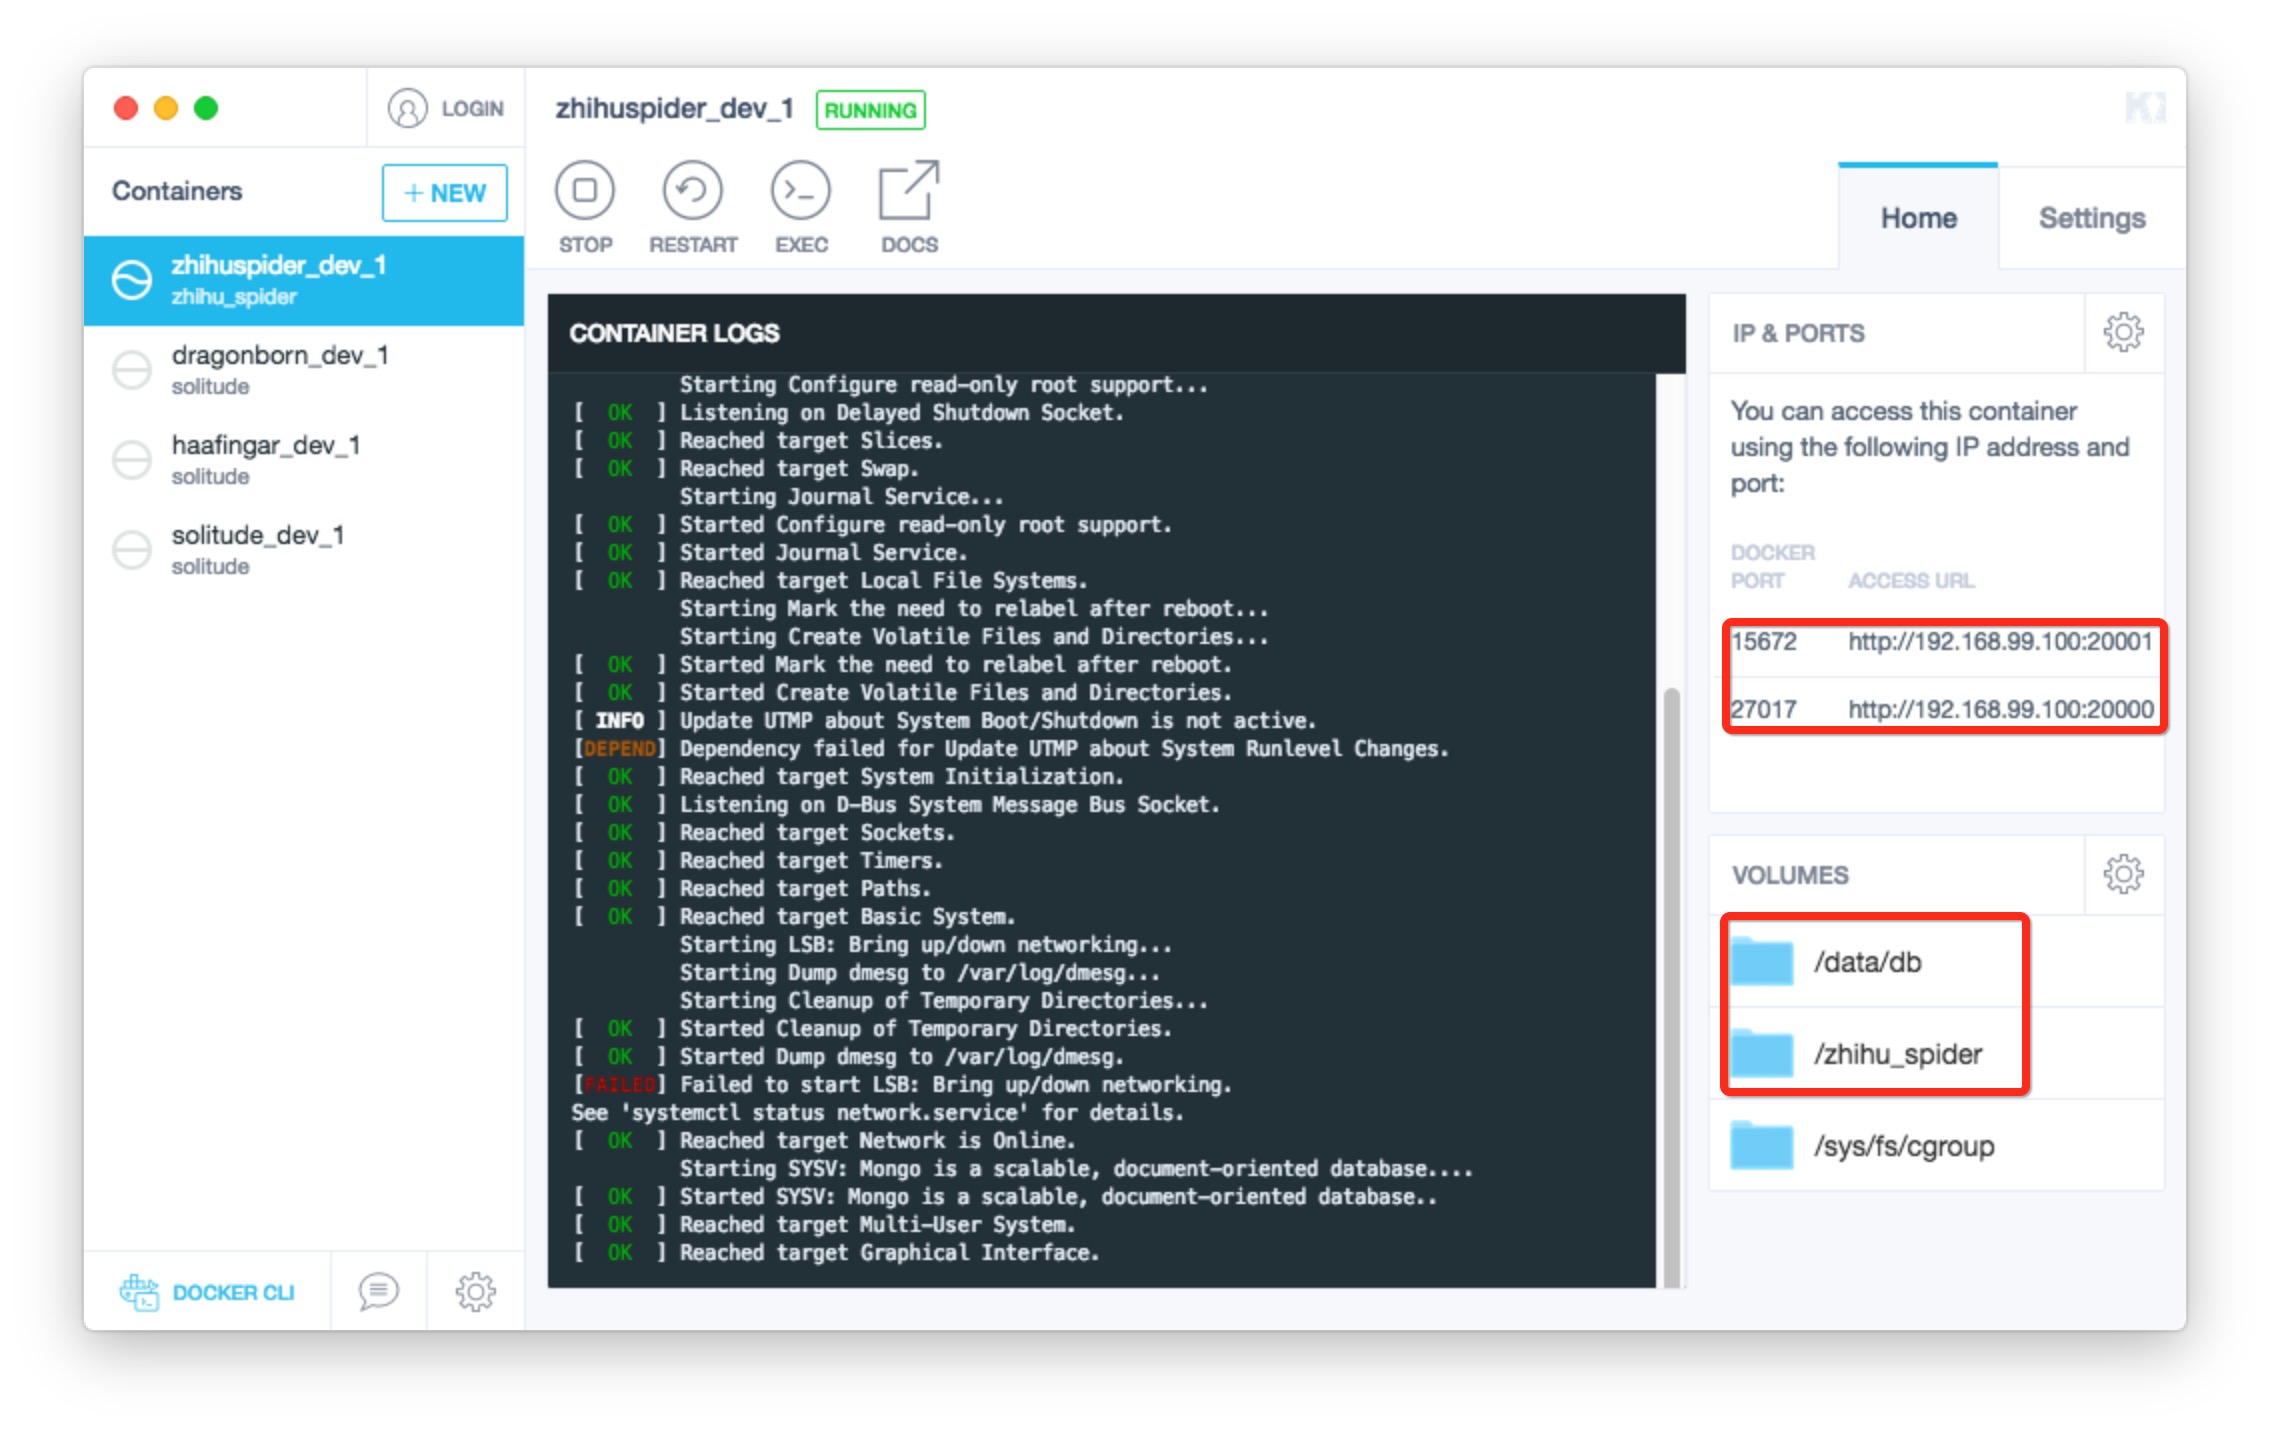 LOGIN
Containers
+ NEW
zhihuspider_dev_1
zhihu_spider
dragonborn_dev_1
solitude
haafingar_dev_1
solitude
solitude_dev_1
solitude
DOCKER CLI
zhihuspider_dev_1 RUNNING
STOP RESTART EXEC DOCS
Home Settings
CONTAINER LOGS
Starting Configure read-only root support...
[ OK ] Listening on Delayed Shutdown Socket.
[ OK ] Reached target Slices.
[ OK ] Reached target Swap.
Starting Journal Service...
[ OK ] Started Configure read-only root support.
[ OK ] Started Journal Service.
[ OK ] Reached target Local File Systems.
Starting Mark the need to relabel after reboot...
Starting Create Volatile Files and Directories...
[ OK ] Started Mark the need to relabel after reboot.
[ OK ] Started Create Volatile Files and Directories.
[ INFO ] Update UTMP about System Boot/Shutdown is not active.
[DEPEND] Dependency failed for Update UTMP about System Runlevel Changes.
[ OK ] Reached target System Initialization.
[ OK ] Listening on D-Bus System Message Bus Socket.
[ OK ] Reached target Sockets.
[ OK ] Reached target Timers.
[ OK ] Reached target Paths.
[ OK ] Reached target Basic System.
Starting LSB: Bring up/down networking...
Starting Dump dmesg to /var/log/dmesg...
Starting Cleanup of Temporary Directories...
[ OK ] Started Cleanup of Temporary Directories.
[ OK ] Started Dump dmesg to /var/log/dmesg.
[FAILED] Failed to start LSB: Bring up/down networking.
See 'systemctl status network.service' for details.
[ OK ] Reached target Network is Online.
Starting SYSV: Mongo is a scalable, document-oriented database....
[ OK ] Started SYSV: Mongo is a scalable, document-oriented database..
[ OK ] Reached target Multi-User System.
[ OK ] Reached target Graphical Interface.
IP & PORTS
You can access this container
using the following IP address and
port:
DOCKER
PORT ACCESS URL
15672 http://192.168.99.100:20001
27017 http://192.168.99.100:20000
VOLUMES
/data/db
/zhihu_spider
/sys/fs/cgroup